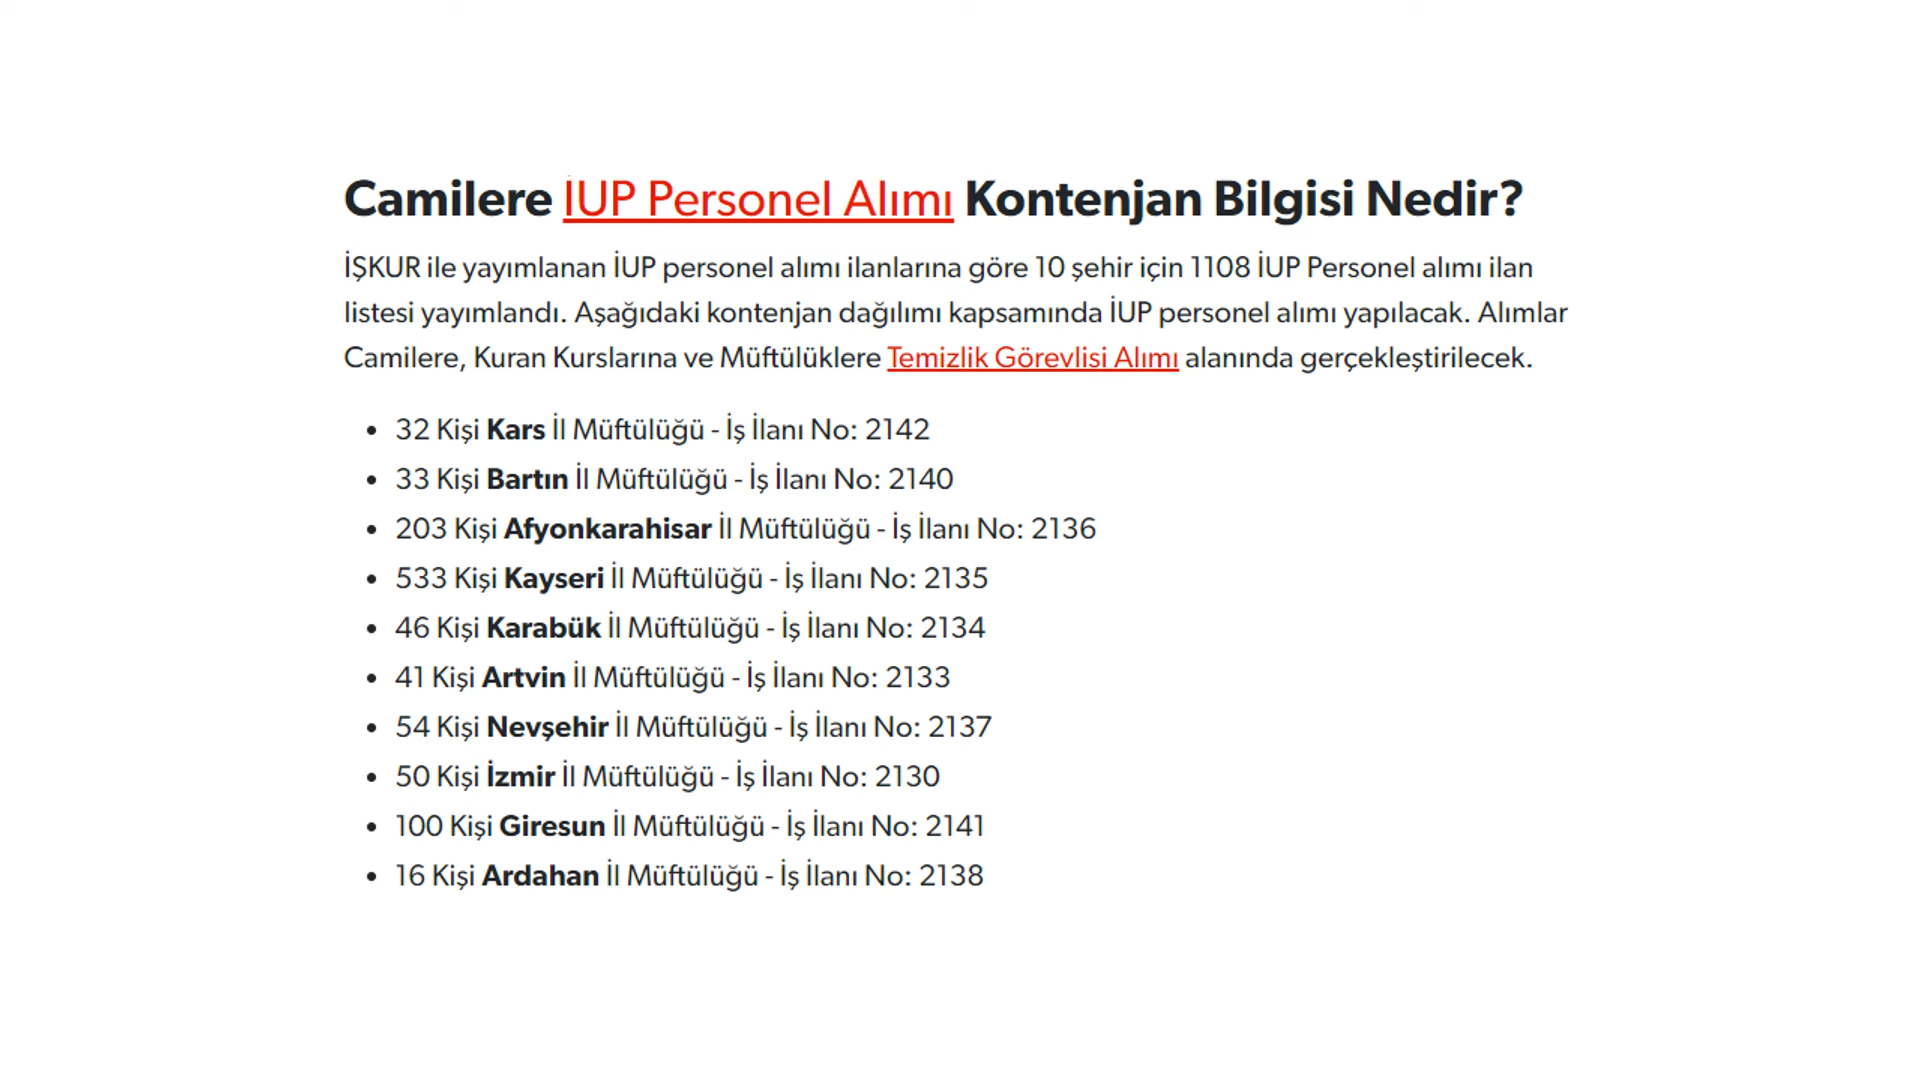 Camilere İUP Personel Alımı Kontenjan Bilgisi Nedir?
İŞKUR ile yayımlanan İUP personel alımı ilanlarına göre 10 şehir için 1108 İUP Personel alımı ilan
listesi yayımlandı. Aşağıdaki kontenjan dağılımı kapsamında İUP personel alımı yapılacak. Alımlar
Camilere, Kuran Kurslarına ve Müftülüklere Temizlik Görevlisi Alımı alanında gerçekleştirilecek.
• 32 Kişi Kars İl Müftülüğü - İş İlanı No: 2142
• 33 Kişi Bartın İl Müftülüğü - İş İlanı No: 2140
• 203 Kişi Afyonkarahisar İl Müftülüğü - İş İlanı No: 2136
• 533 Kişi Kayseri İl Müftülüğü - İş İlanı No: 2135
• 46 Kişi Karabük İl Müftülüğü - İş İlanı No: 2134
• 41 Kişi Artvin İl Müftülüğü - İş İlanı No: 2133
• 54 Kişi Nevşehir İl Müftülüğü - İş İlanı No: 2137
• 50 Kişi İzmir İl Müftülüğü - İş İlanı No: 2130
• 100 Kişi Giresun İl Müftülüğü - İş İlanı No: 2141
• 16 Kişi Ardahan İl Müftülüğü - İş İlanı No: 2138